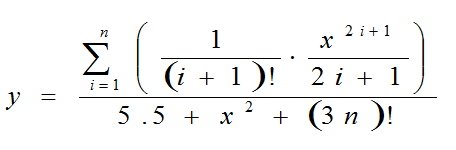 y = \frac{\sum_{i=1}^{n} \left( \frac{1}{(i+1)!} \cdot \frac{x^{2i+1}}{2i+1} \right)}{5.5 + x^2 + (3n)!}